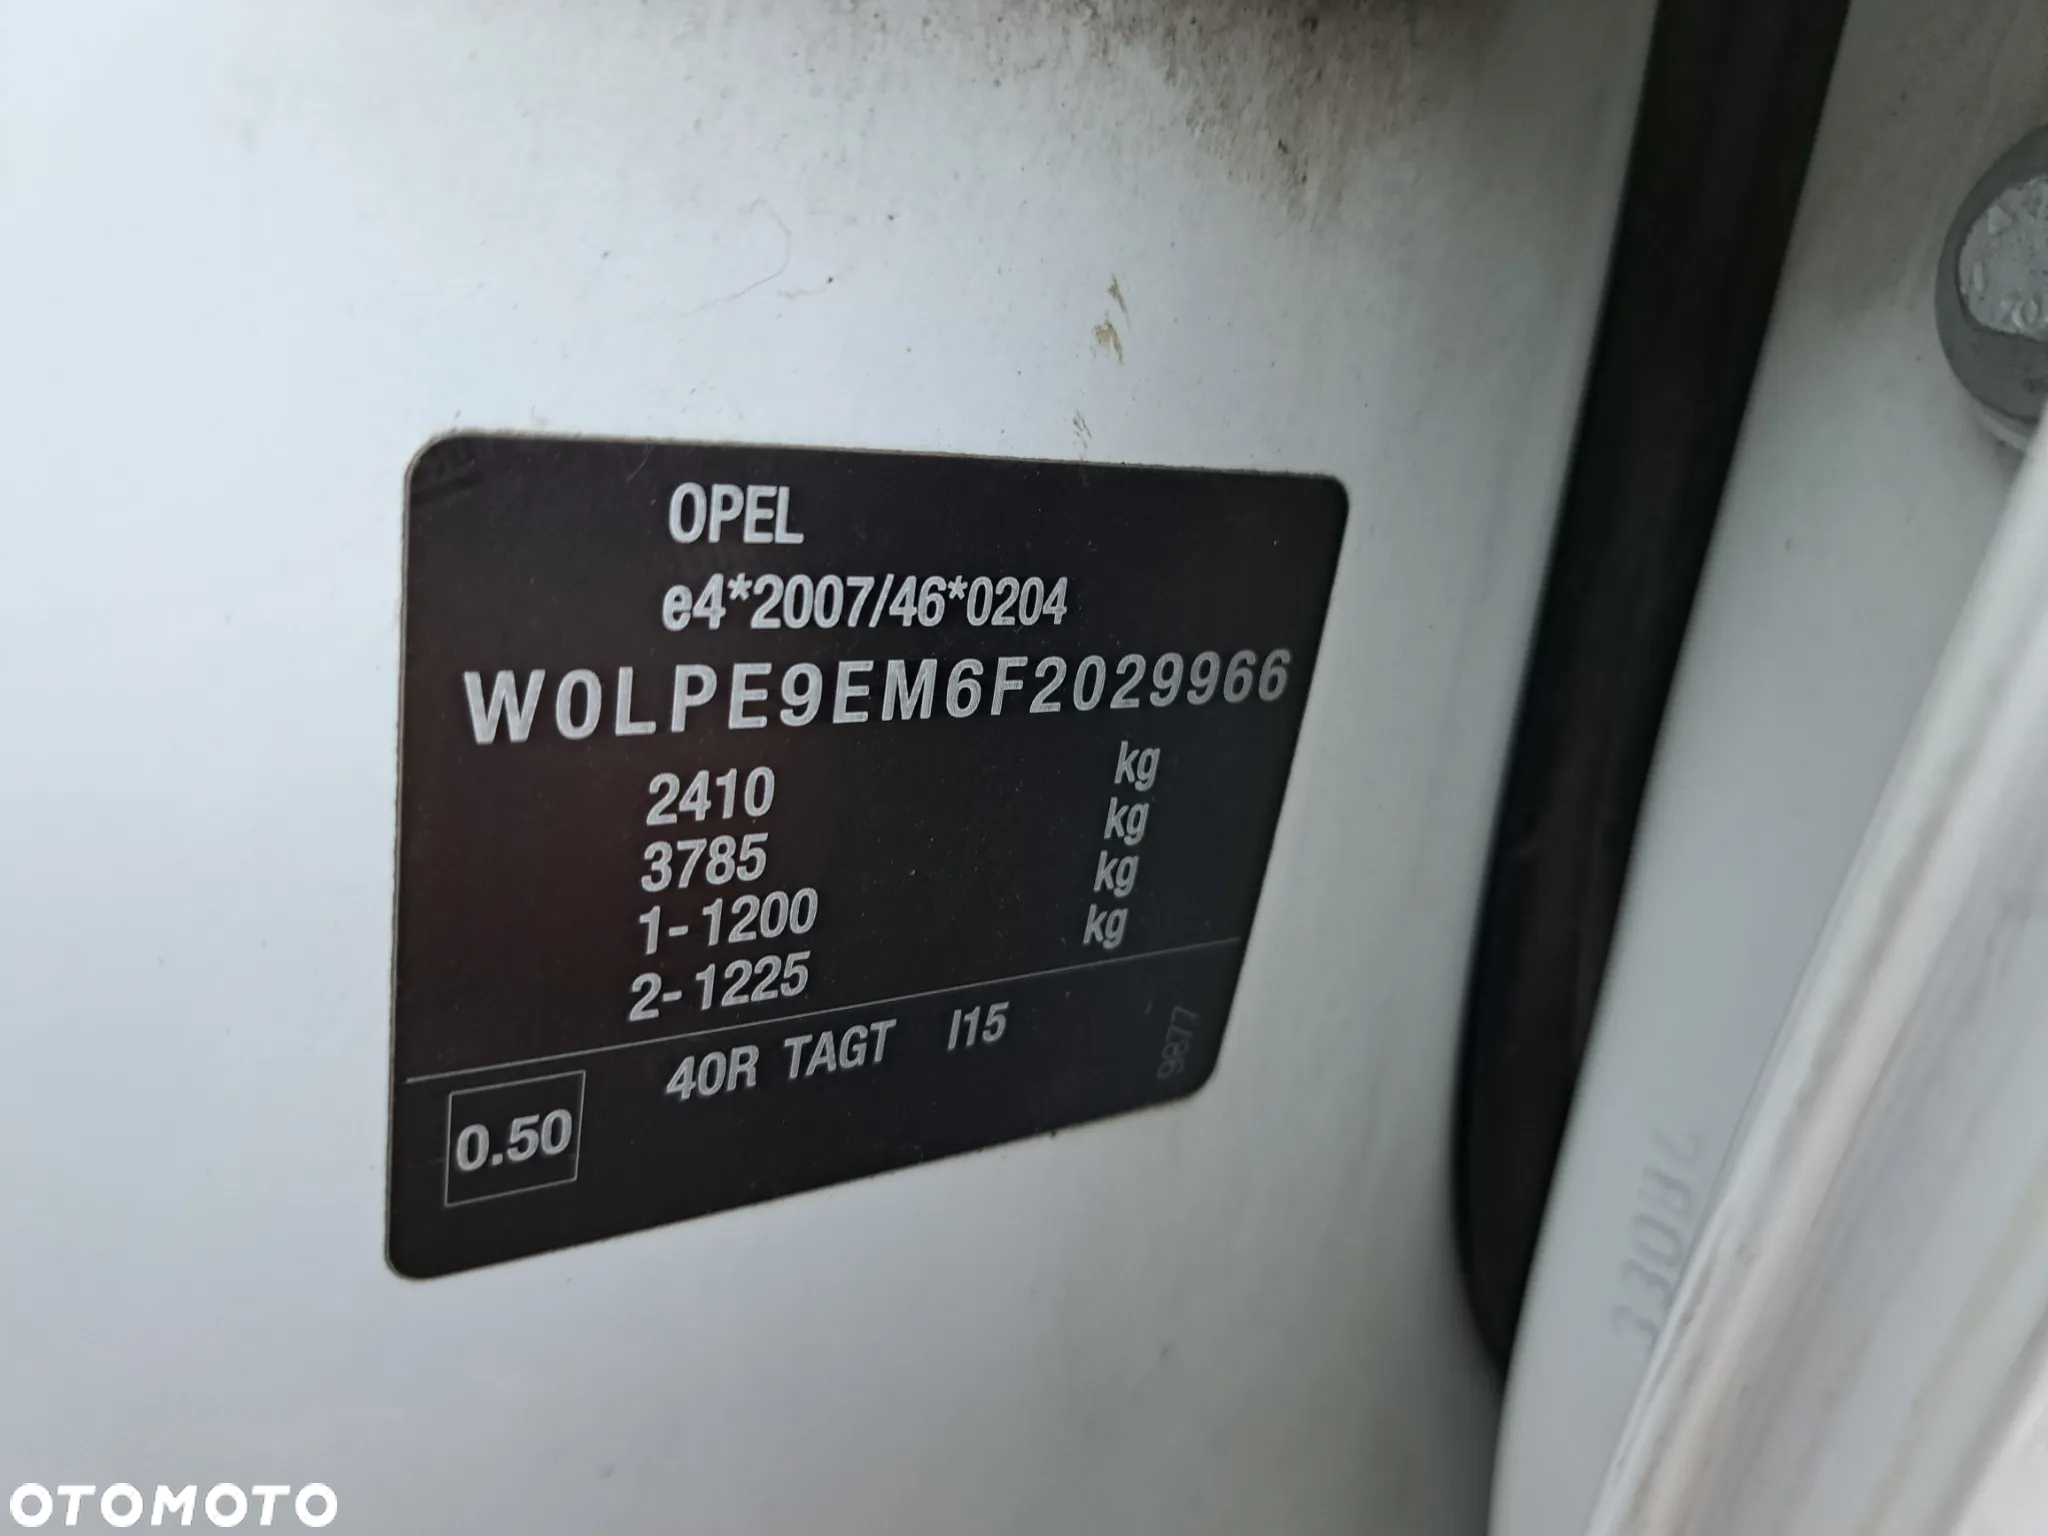 OPEL
e4*2007/46*0204
W0LPE9EM6F2029966
2410 kg
3785 kg
1-1200 kg
2-1225 kg
40R TAGT I15
9877
0.50
OTOMOTO